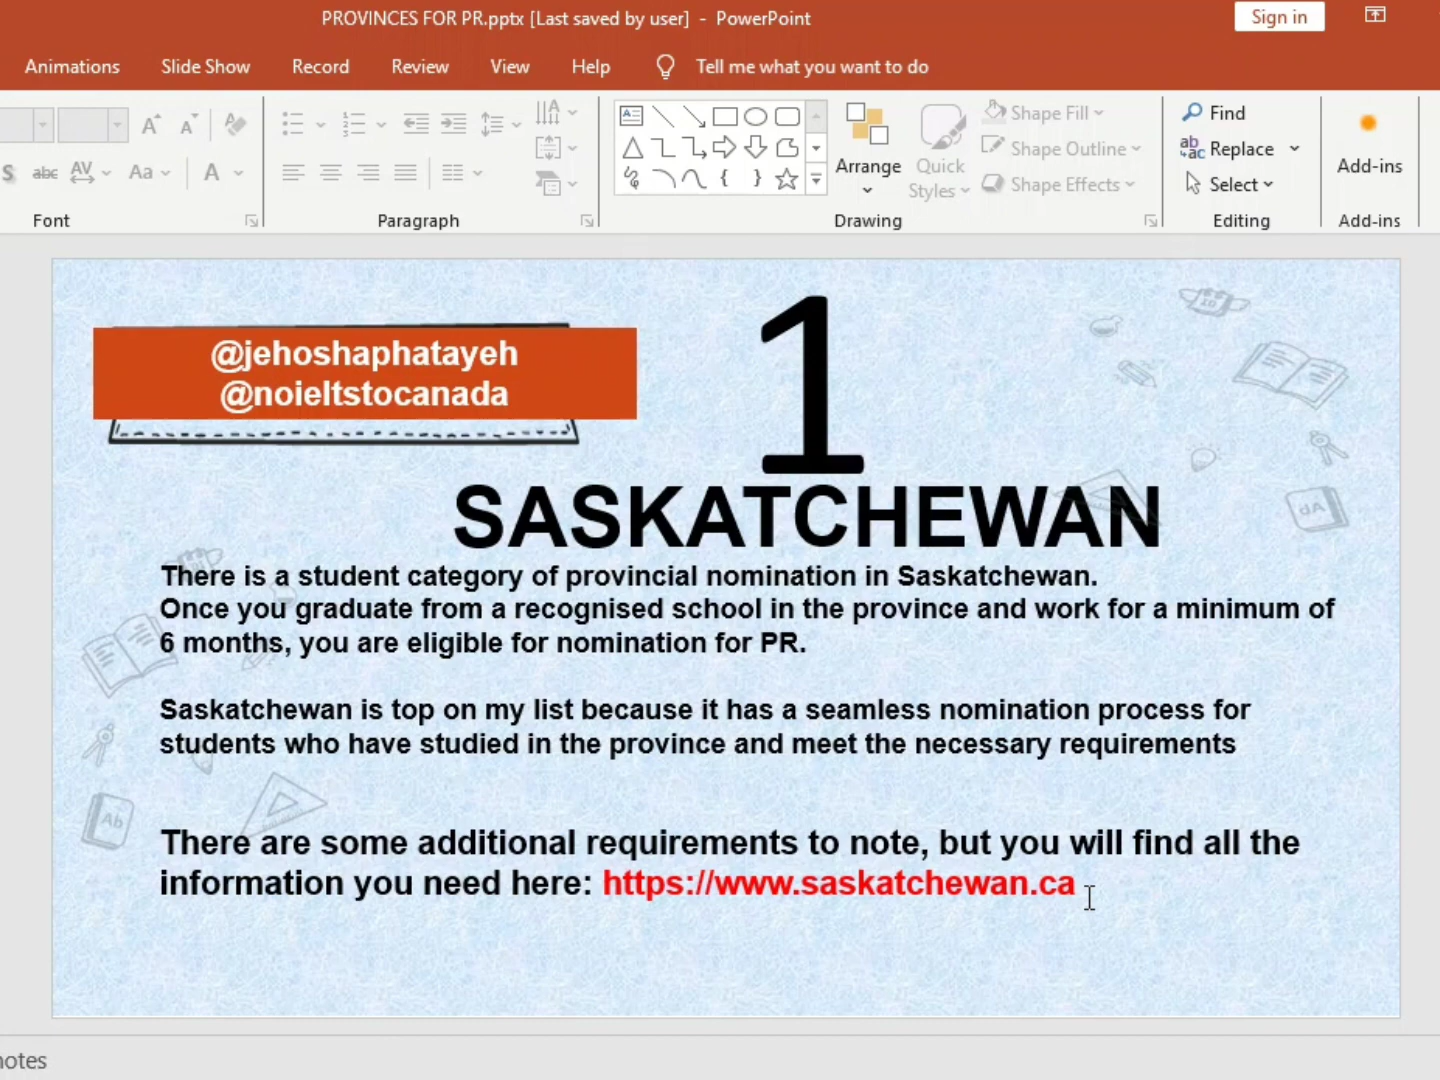 PROVINCES FOR PR.pptx [Last saved by user] - PowerPoint
Sign in
Animations Slide Show Record Review View Help Tell me what you want to do
Find
Shape Fill
Replace
Shape Outline
Arrange Quick Styles
Select
Shape Effects
Add-ins
Font Paragraph Drawing Editing Add-ins
@jehoshaphatayeh
@noieltstocanada
1
SASKATCHEWAN
There is a student category of provincial nomination in Saskatchewan.
Once you graduate from a recognised school in the province and work for a minimum of
6 months, you are eligible for nomination for PR.
Saskatchewan is top on my list because it has a seamless nomination process for
students who have studied in the province and meet the necessary requirements
There are some additional requirements to note, but you will find all the
information you need here: https://www.saskatchewan.ca
notes